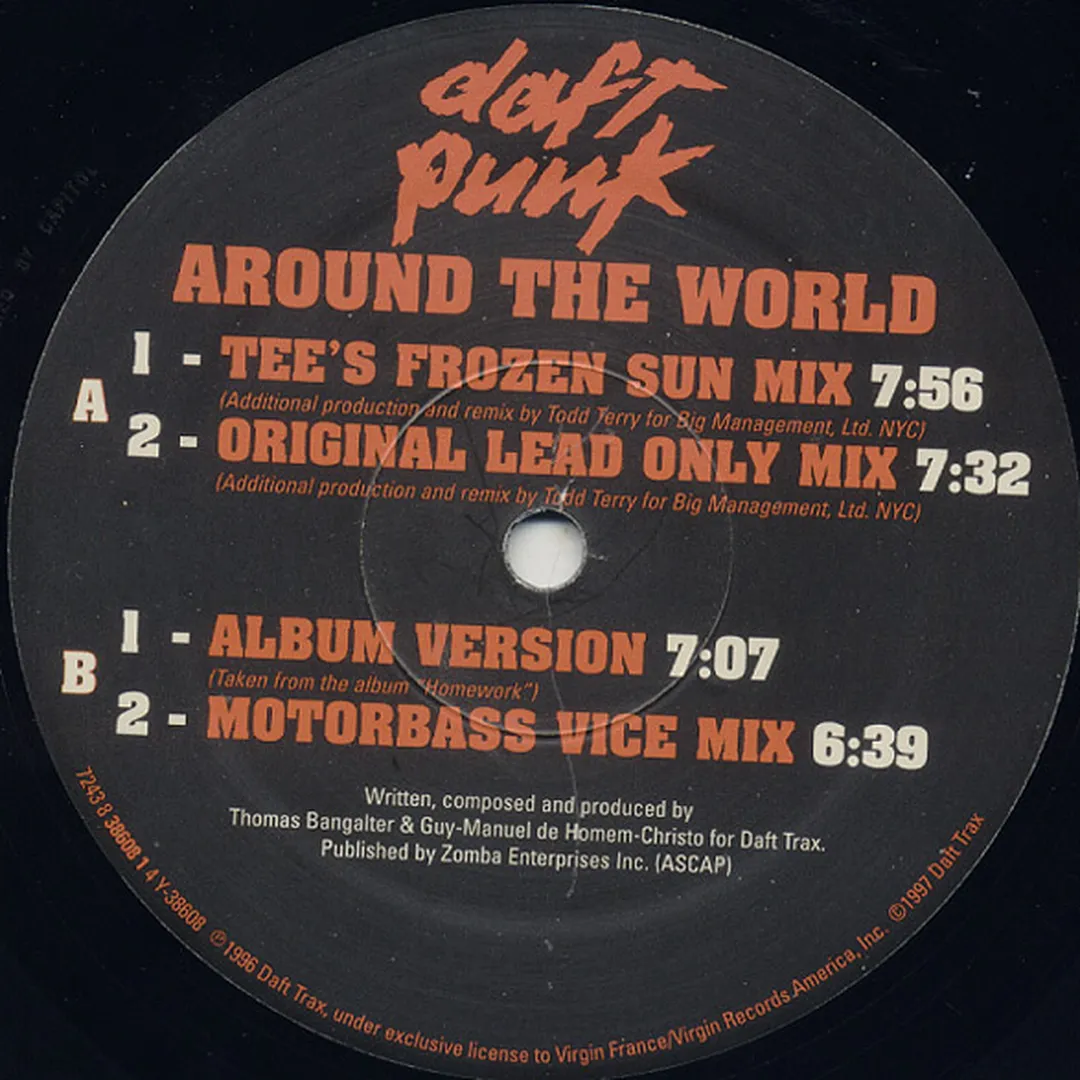 daft
punk
AROUND THE WORLD
A
1 - TEE'S FROZEN SUN MIX 7:56
(Additional production and remix by Todd Terry for Big Management, Ltd. NYC)
2 - ORIGINAL LEAD ONLY MIX 7:32
(Additional production and remix by Todd Terry for Big Management, Ltd. NYC)
B
1 - ALBUM VERSION 7:07
(Taken from the album "Homework")
2 - MOTORBASS VICE MIX 6:39
Written, composed and produced by
Thomas Bangalter & Guy-Manuel de Homem-Christo for Daft Trax.
Published by Zomba Enterprises Inc. (ASCAP)
7243 8 38608 1 4 Y-38608 ℗1996 Daft Trax, under exclusive license to Virgin France/Virgin Records America, Inc. ©1997 Daft Trax
BY CAPITOL